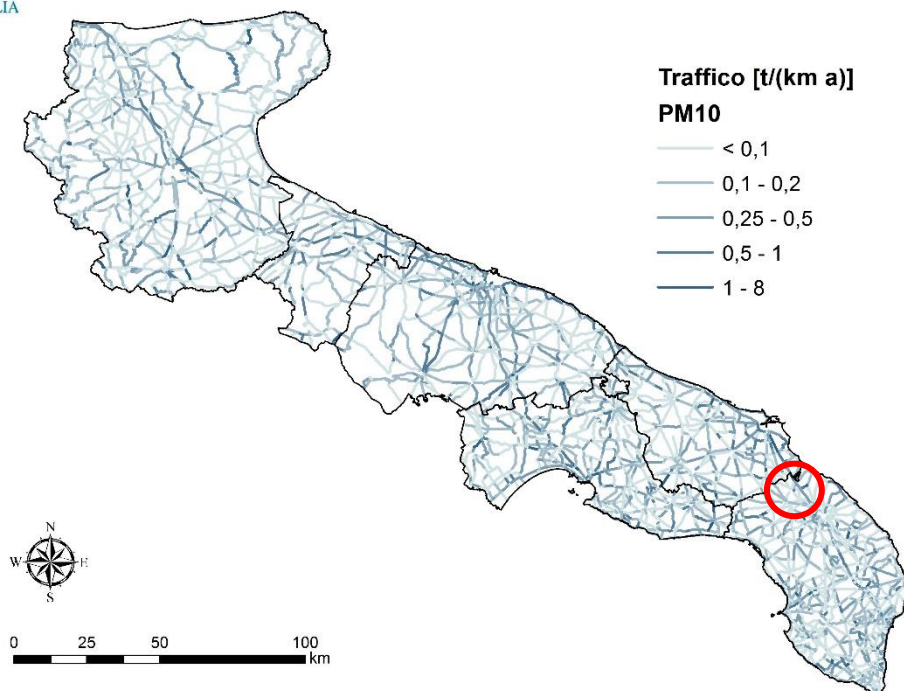 LIA
Traffico [t/(km a)]
PM10
< 0,1
0,1 - 0,2
0,25 - 0,5
0,5 - 1
1 - 8
N
W E
S
0 25 50 100
km